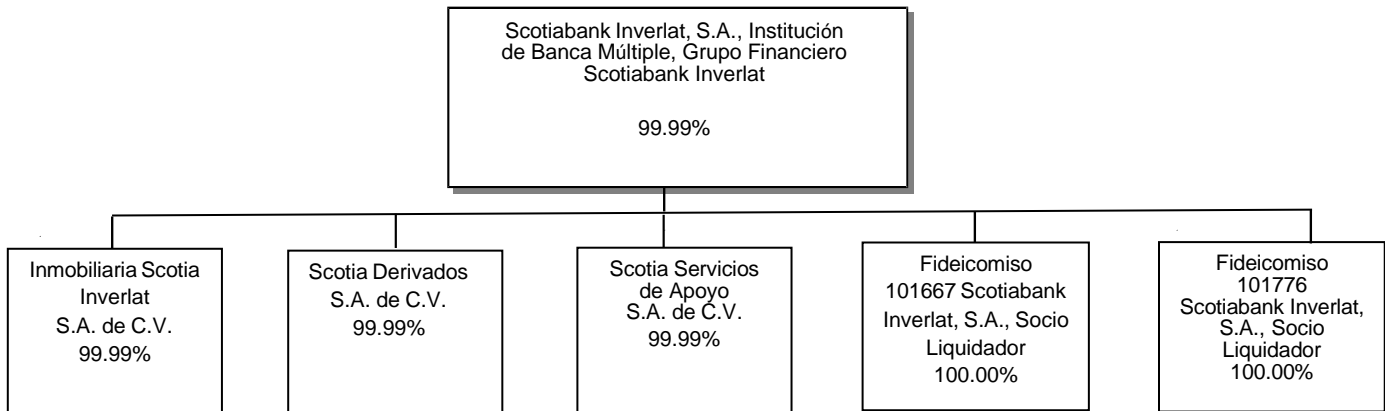 Scotiabank Inverlat, S.A., Institución
de Banca Múltiple, Grupo Financiero
Scotiabank Inverlat
99.99%
Inmobiliaria Scotia
Inverlat
S.A. de C.V.
99.99%
Scotia Derivados
S.A. de C.V.
99.99%
Scotia Servicios
de Apoyo
S.A. de C.V.
99.99%
Fideicomiso
101667 Scotiabank
Inverlat, S.A., Socio
Liquidador
100.00%
Fideicomiso
101776
Scotiabank Inverlat,
S.A., Socio
Liquidador
100.00%